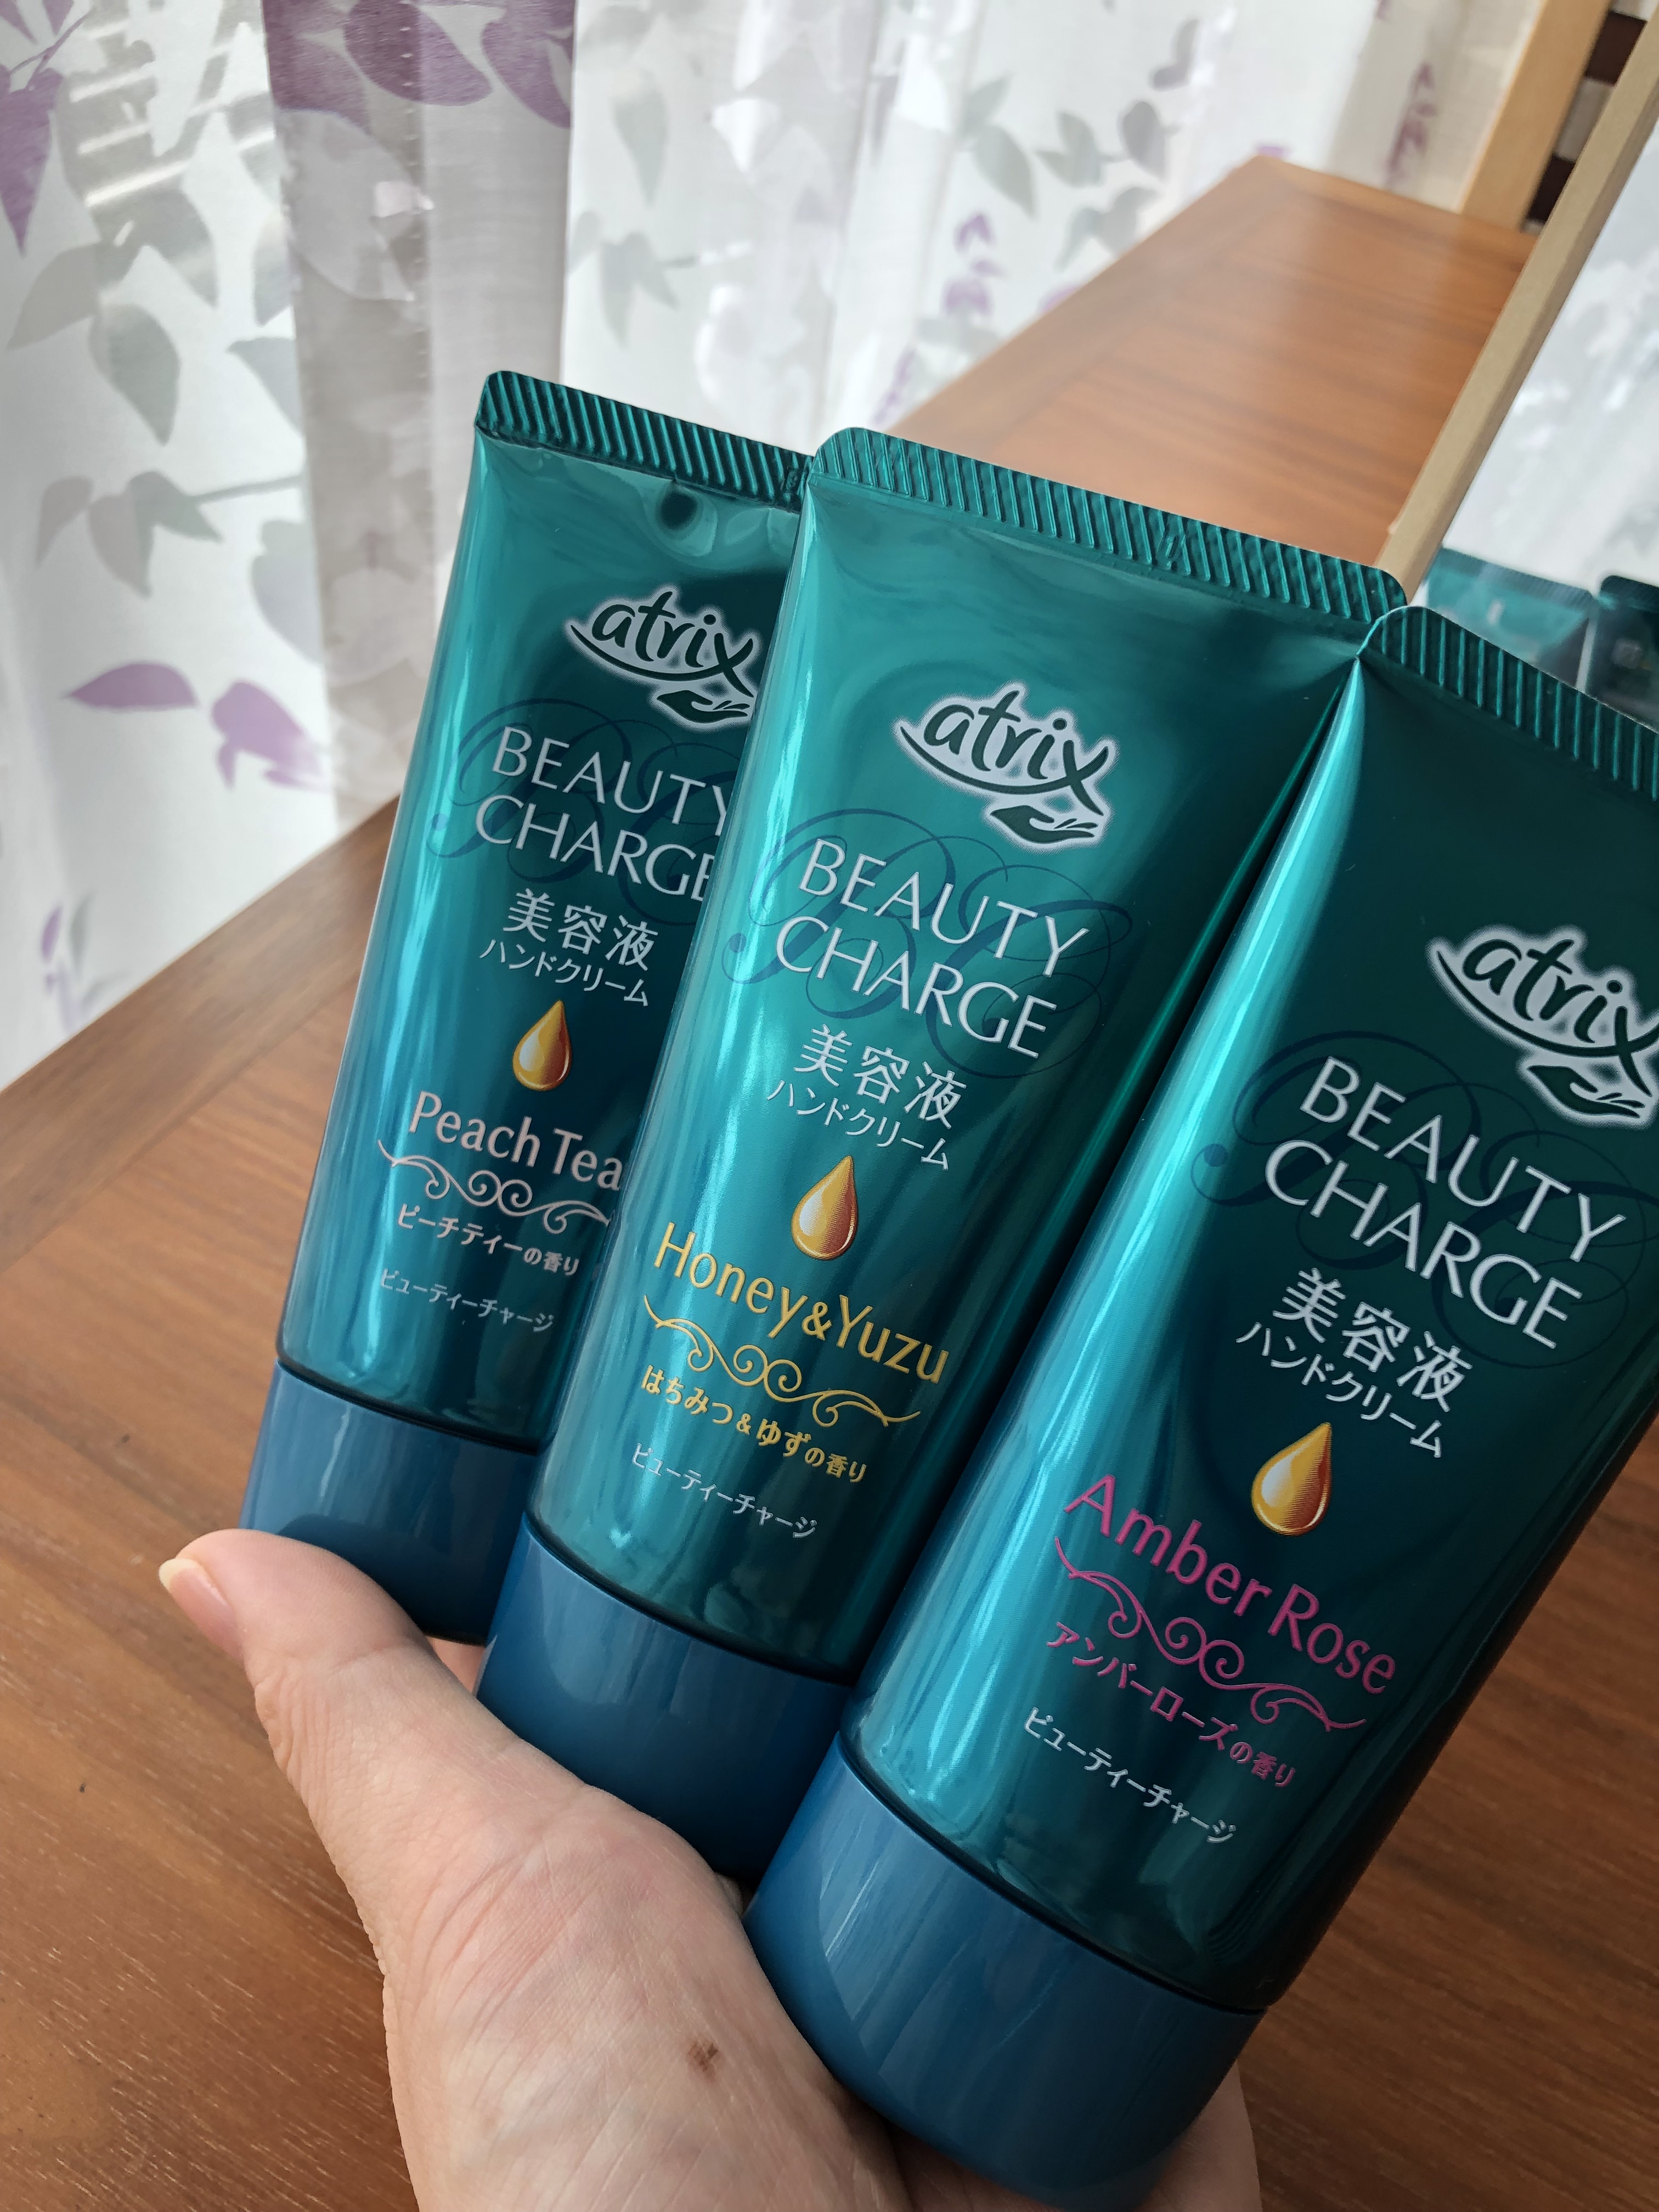 atrix
BEAUTY
CHARGE
美容液
ハンドクリーム
Peach Tea
ピーチティーの香り
ビューティーチャージ
atrix
BEAUTY
CHARGE
美容液
ハンドクリーム
Honey&Yuzu
はちみつ&ゆずの香り
ビューティーチャージ
atrix
BEAUTY
CHARGE
美容液
ハンドクリーム
Amber Rose
アンバーローズの香り
ビューティーチャージ